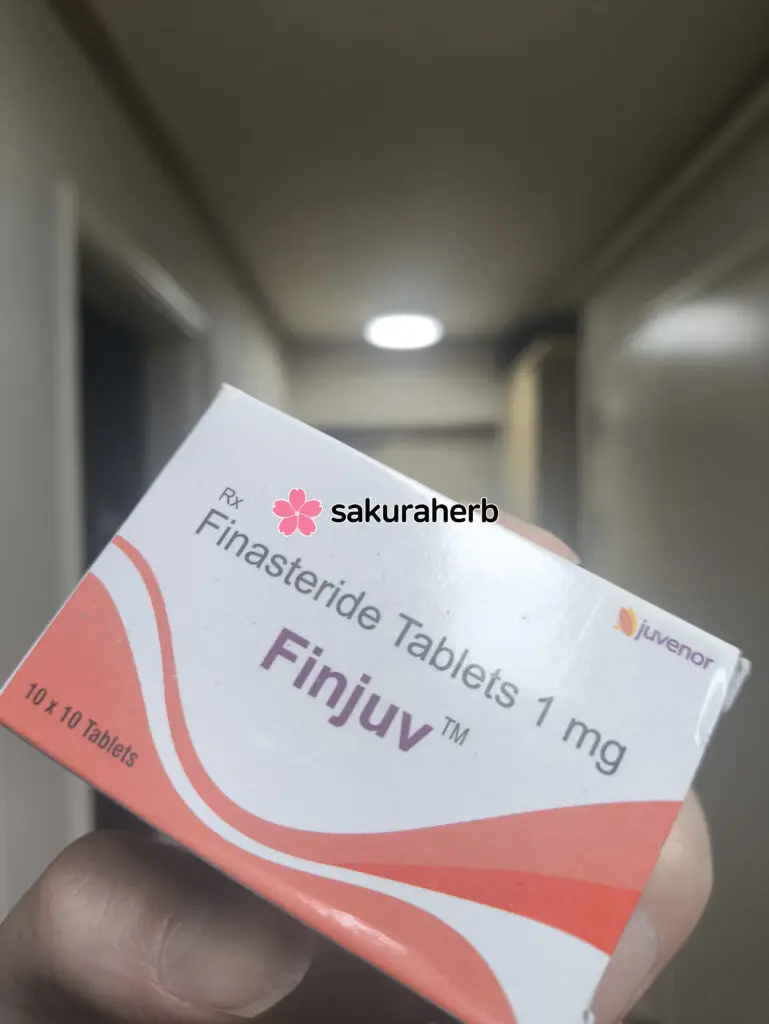 sakuraherb
Rx
Finasteride Tablets 1 mg
juvenor
Finjuv™
10 x 10 Tablets